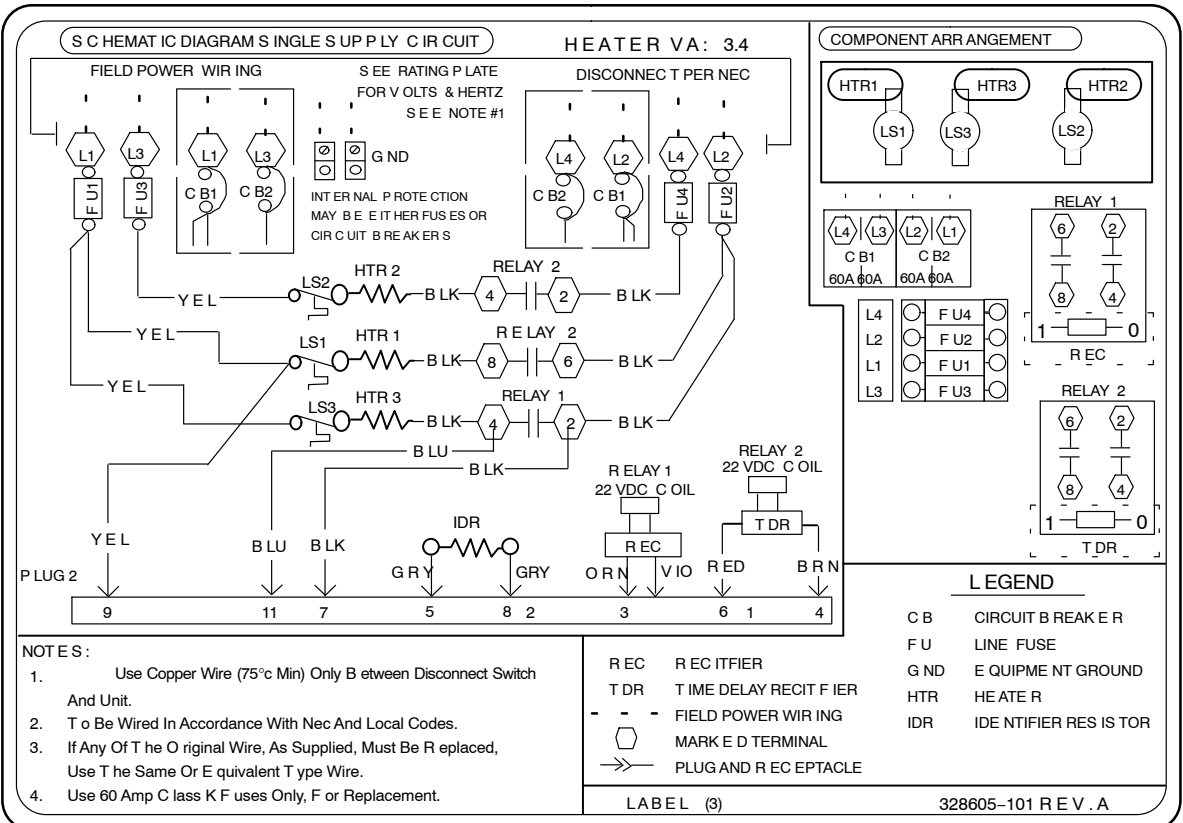 SCHEMATIC DIAGRAM SINGLE SUPPLY CIRCUIT
HEATER VA: 3.4
COMPONENT ARRANGEMENT
FIELD POWER WIRING
SEE RATING PLATE
FOR VOLTS & HERTZ
SEE NOTE #1
DISCONNECT PER NEC
HTR1
HTR3
HTR2
LS1
LS3
LS2
L1
L3
L1
L3
GND
L4
L2
L4
L2
FU1
FU3
CB1
CB2
INTERNAL PROTECTION
MAY BE EITHER FUSES OR
CIRCUIT BREAKERS
CB2
CB1
FU4
FU2
L4
L3
L2
L1
CB1
CB2
60A 60A
60A 60A
RELAY 1
6
2
8
4
1
0
REC
L4
FU4
L2
FU2
L1
FU1
L3
FU3
RELAY 2
6
2
8
4
1
0
TDR
YEL
LS2
HTR 2
BLK
4
RELAY 2
2
BLK
YEL
LS1
HTR 1
BLK
8
RELAY 2
6
BLK
YEL
LS3
HTR 3
BLK
4
RELAY 1
2
BLK
BLU
BLK
RELAY 1
22 VDC COIL
RELAY 2
22 VDC COIL
REC
TDR
YEL
BLU
BLK
IDR
GRY
GRY
ORN
VIO
RED
BRN
PLUG 2
9
11
7
5
8
2
3
6
1
4
NOTES:
1. Use Copper Wire (75°c Min) Only Between Disconnect Switch
And Unit.
2. To Be Wired In Accordance With Nec And Local Codes.
3. If Any Of The Original Wire, As Supplied, Must Be Replaced,
Use The Same Or Equivalent Type Wire.
4. Use 60 Amp Class K Fuses Only, For Replacement.
LEGEND
REC RECITFIER
TDR TIME DELAY RECITFIER
FIELD POWER WIRING
MARKED TERMINAL
PLUG AND RECEPTACLE
CB CIRCUIT BREAKER
FU LINE FUSE
GND EQUIPMENT GROUND
HTR HEATER
IDR IDENTIFIER RESISTOR
LABEL (3)
328605–101 REV.A